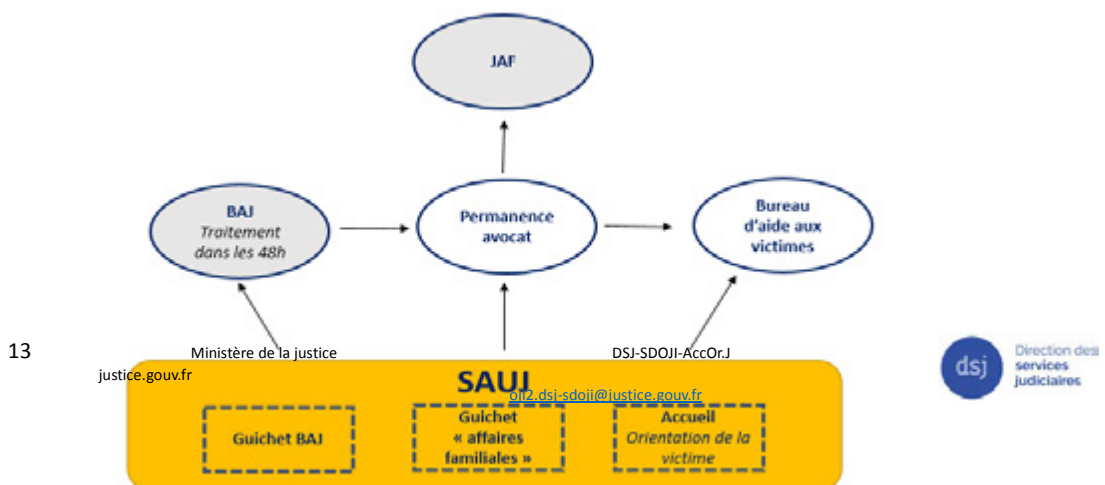 JAF
BAJ
Traitement
dans les 48h
Permanence
avocat
Bureau
d'aide aux
victimes
13
Ministère de la justice
DSJ-SDOJI-AccOr.J
justice.gouv.fr
SAUJ
oji2.dsj-sdoji@justice.gouv.fr
Guichet BAJ
Guichet
« affaires
familiales »
Accueil
Orientation de la
victime
dsj
Direction des
services
judiciaires